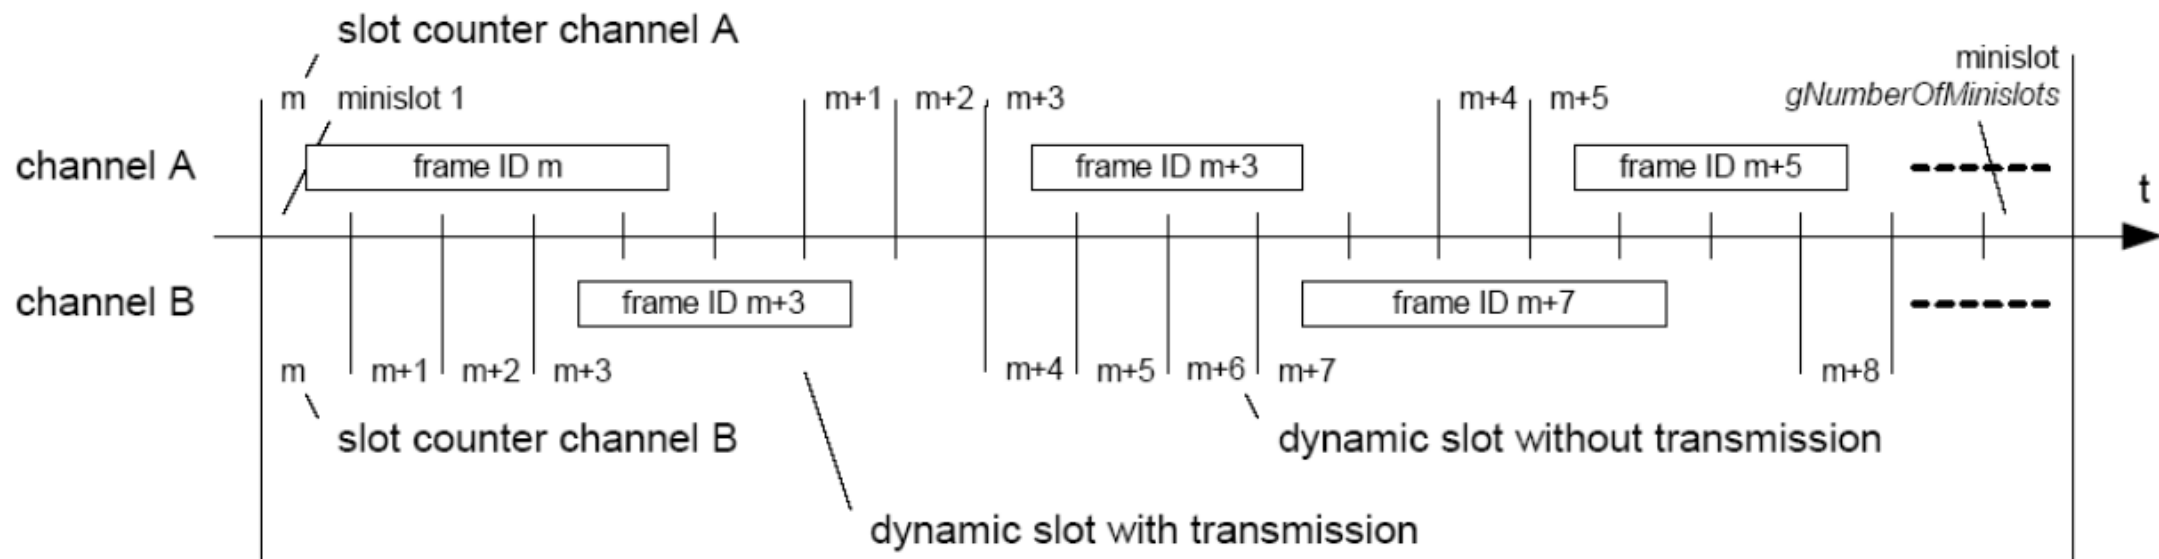 slot counter channel A
minislot
m minislot 1 m+1 m+2 m+3 m+4 m+5 gNumberOfMinislots
channel A frame ID m frame ID m+3 frame ID m+5
t
channel B frame ID m+3 frame ID m+7
m m+1 m+2 m+3 m+4 m+5 m+6 m+7 m+8
slot counter channel B dynamic slot without transmission
dynamic slot with transmission